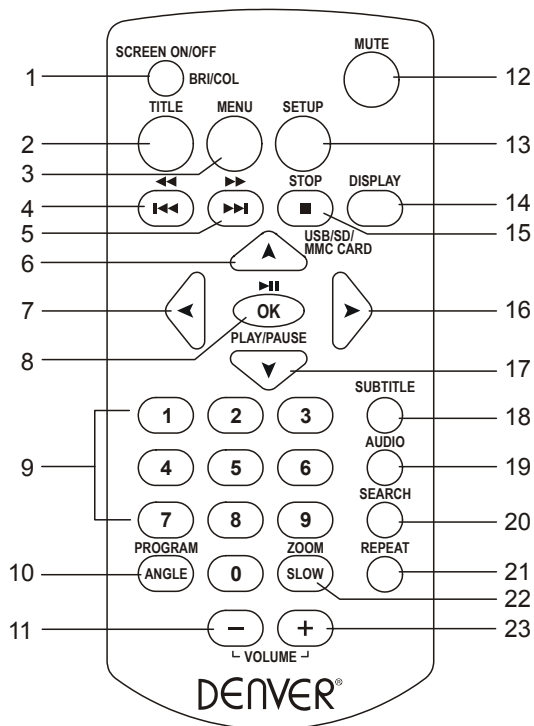 SCREEN ON/OFF
MUTE
1
BRI/COL
12
TITLE
MENU
SETUP
2
13
3
4
STOP
DISPLAY
14
5
15
USB/SD/
MMC CARD
6
7
OK
16
8
PLAY/PAUSE
17
SUBTITLE
1
2
3
18
AUDIO
9
4
5
6
19
SEARCH
7
8
9
20
PROGRAM
ZOOM
REPEAT
10
ANGLE
0
SLOW
21
22
11
–
+
23
VOLUME
DENVER®